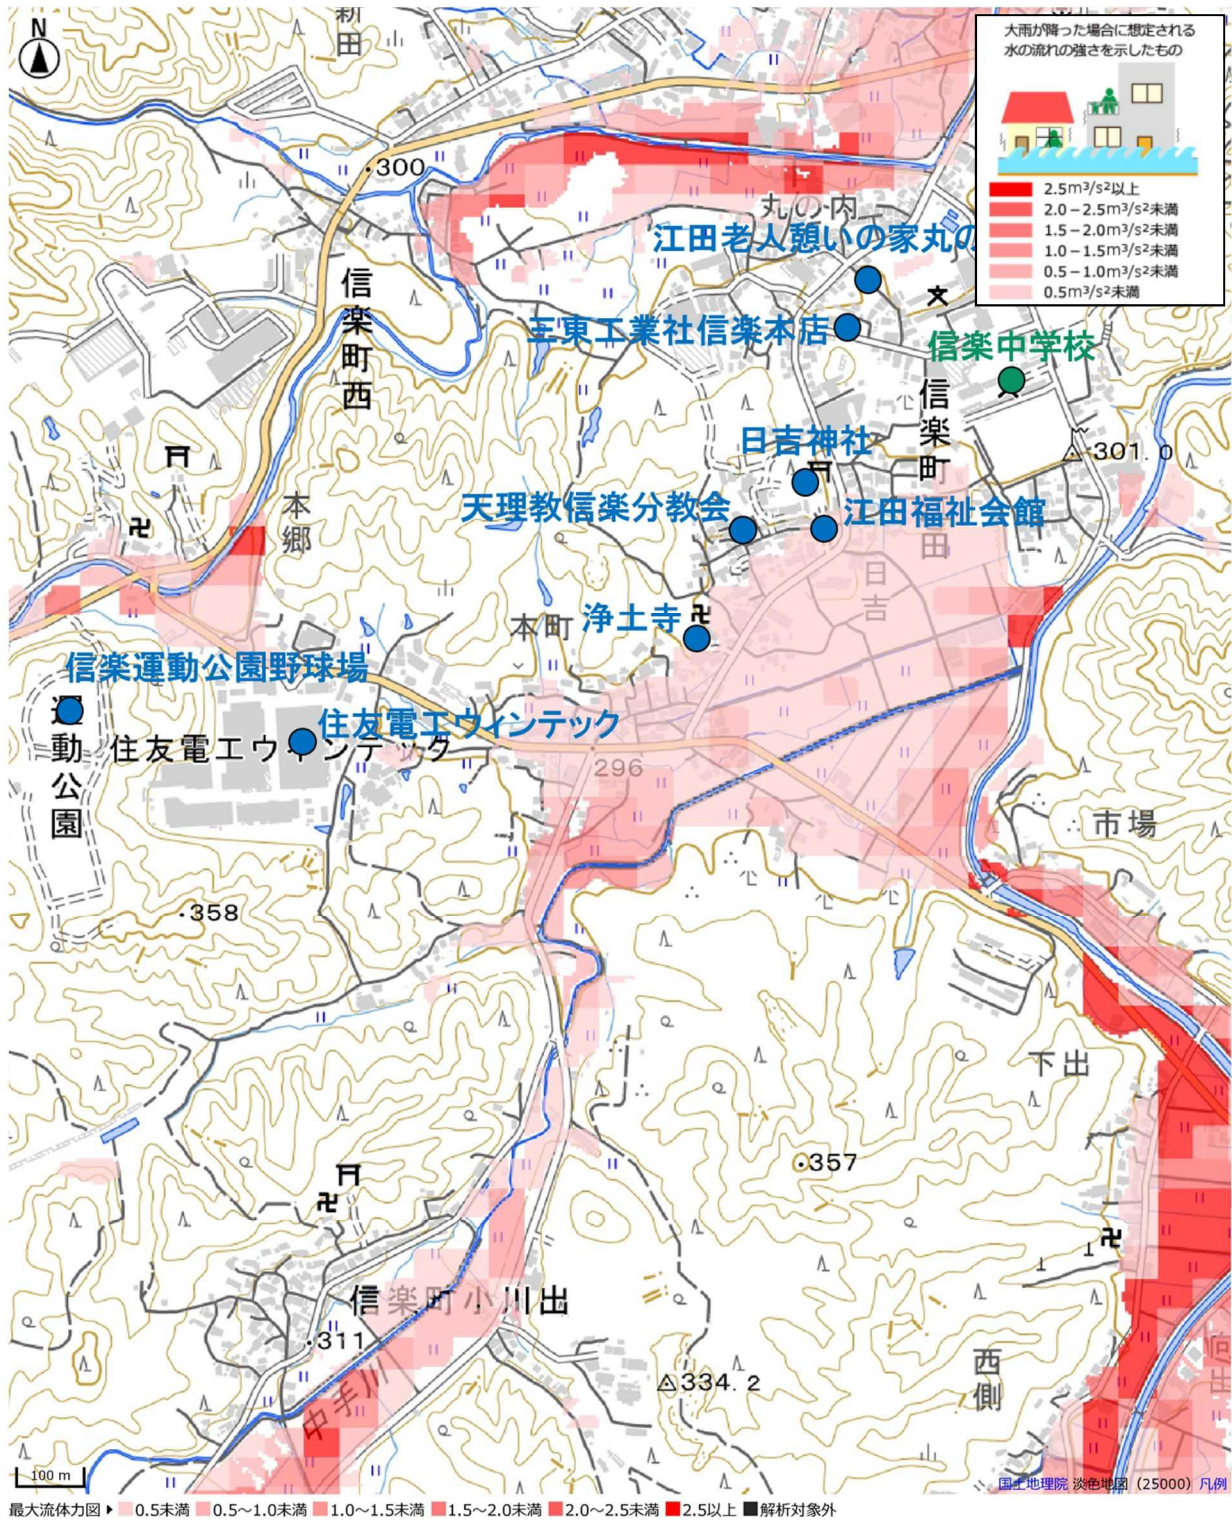 N
新田
大雨が降った場合に想定される
水の流れの強さを示したもの
2.5m³/s²以上
2.0－2.5m³/s²未満
1.5－2.0m³/s²未満
1.0－1.5m³/s²未満
0.5－1.0m³/s²未満
0.5m³/s²未満
300
丸の内
江田老人憩いの家丸の
信楽町西
三東工業社信楽本店
信楽中学校
信楽町
301.0
日吉神社
本郷
天理教信楽分教会
江田福祉会館
田
日吉
本町
浄土寺
信楽運動公園野球場
住友電工ウィンテック
運動公園
住友電工ウィンテック
296
市場
358
下出
357
信楽町小川出
311
中手川
334.2
西側
100 m
国土地理院 淡色地図（25000）凡例
最大流体力図 ▶ 0.5未満 0.5～1.0未満 1.0～1.5未満 1.5～2.0未満 2.0～2.5未満 2.5以上 解析対象外